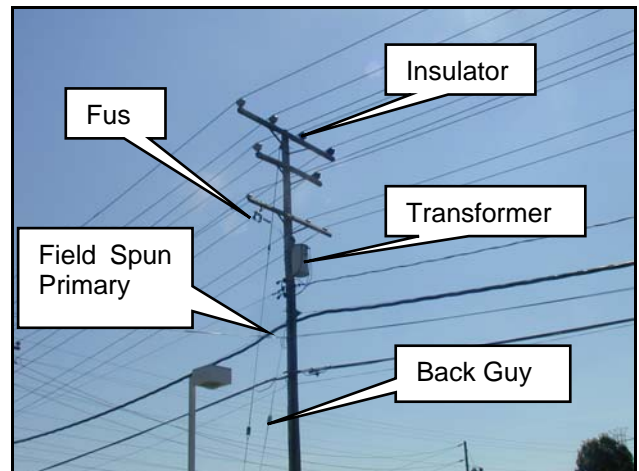 Insulator
Fus
Transformer
Field Spun
Primary
Back Guy